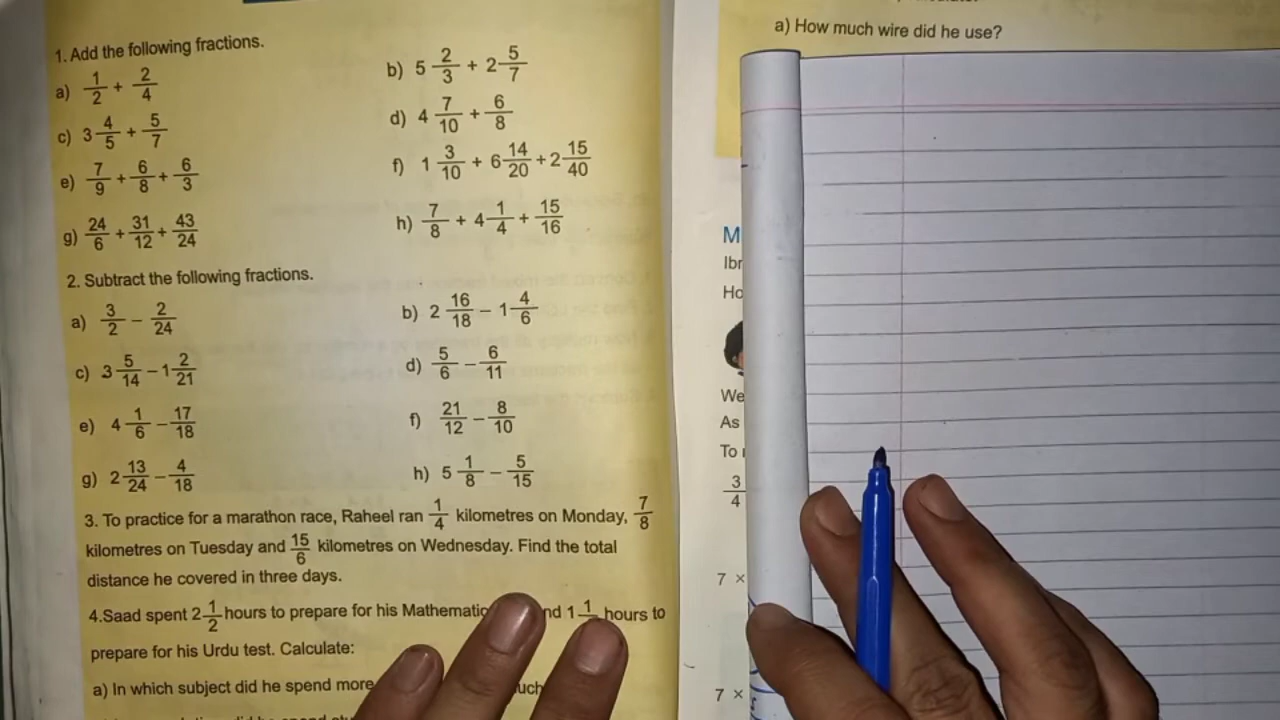 1. Add the following fractions.
a) 1/2 + 2/4
b) 5 2/3 + 2 5/7
c) 3 4/5 + 5/7
d) 4 7/10 + 6/8
e) 7/9 + 6/8 + 6/3
f) 1 3/10 + 6 14/20 + 2 15/40
g) 24/6 + 31/12 + 43/24
h) 7/8 + 4 1/4 + 15/16
2. Subtract the following fractions.
a) 3/2 - 2/24
b) 2 16/18 - 1 4/6
c) 3 5/14 - 1 2/21
d) 5/6 - 6/11
e) 4 1/6 - 17/18
f) 21/12 - 8/10
g) 2 13/24 - 4/18
h) 5 1/8 - 5/15
3. To practice for a marathon race, Raheel ran 1/4 kilometres on Monday, 7/8
kilometres on Tuesday and 15/6 kilometres on Wednesday. Find the total
distance he covered in three days.
4.Saad spent 2 1/2 hours to prepare for his Mathematic nd 1 hours to
prepare for his Urdu test. Calculate:
a) In which subject did he spend more uch
a) How much wire did he use?
M
Ibr
Ho
We
As
To
3/4
7 ×
7 ×